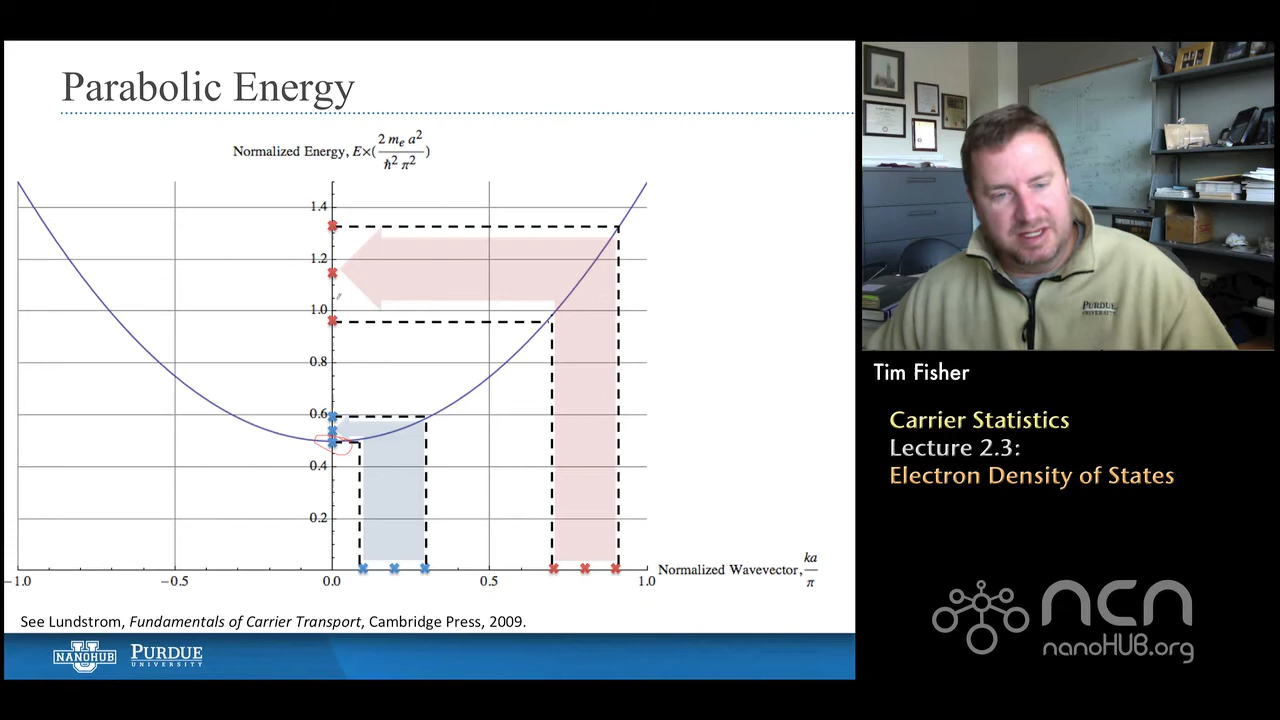 Parabolic Energy
Normalized Energy, E×(2 mₑ a² / ħ² π²)
1.4
1.2
1.0
0.8
0.6
0.4
0.2
−1.0 −0.5 0.0 0.5 1.0
Normalized Wavevector, ka/π
See Lundstrom, Fundamentals of Carrier Transport, Cambridge Press, 2009.
NANOHUB U
PURDUE
UNIVERSITY
PURDUE
UNIVERSITY
Tim Fisher
Carrier Statistics
Lecture 2.3:
Electron Density of States
ncn
nanoHUB.org